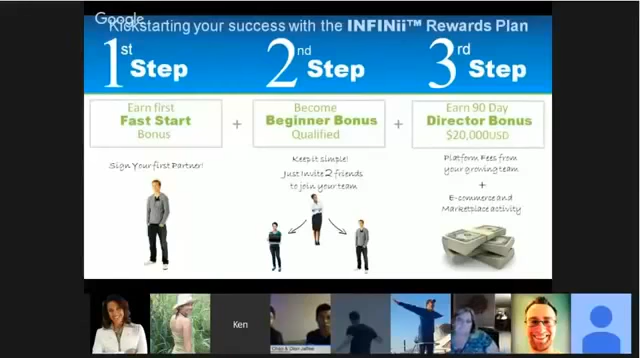 Google
Kickstarting your success with the INFINii™ Rewards Plan
1st
Step
2nd
Step
3rd
Step
Earn first
Fast Start
Bonus
+
Become
Beginner Bonus
Qualified
+
Earn 90 Day
Director Bonus
$20,000USD
Sign Your first Partner!
Keep it simple!
Just Invite 2 friends
to join your team
Platform Fees from
your growing team
+
E-commerce and
Marketplace activity
Ken